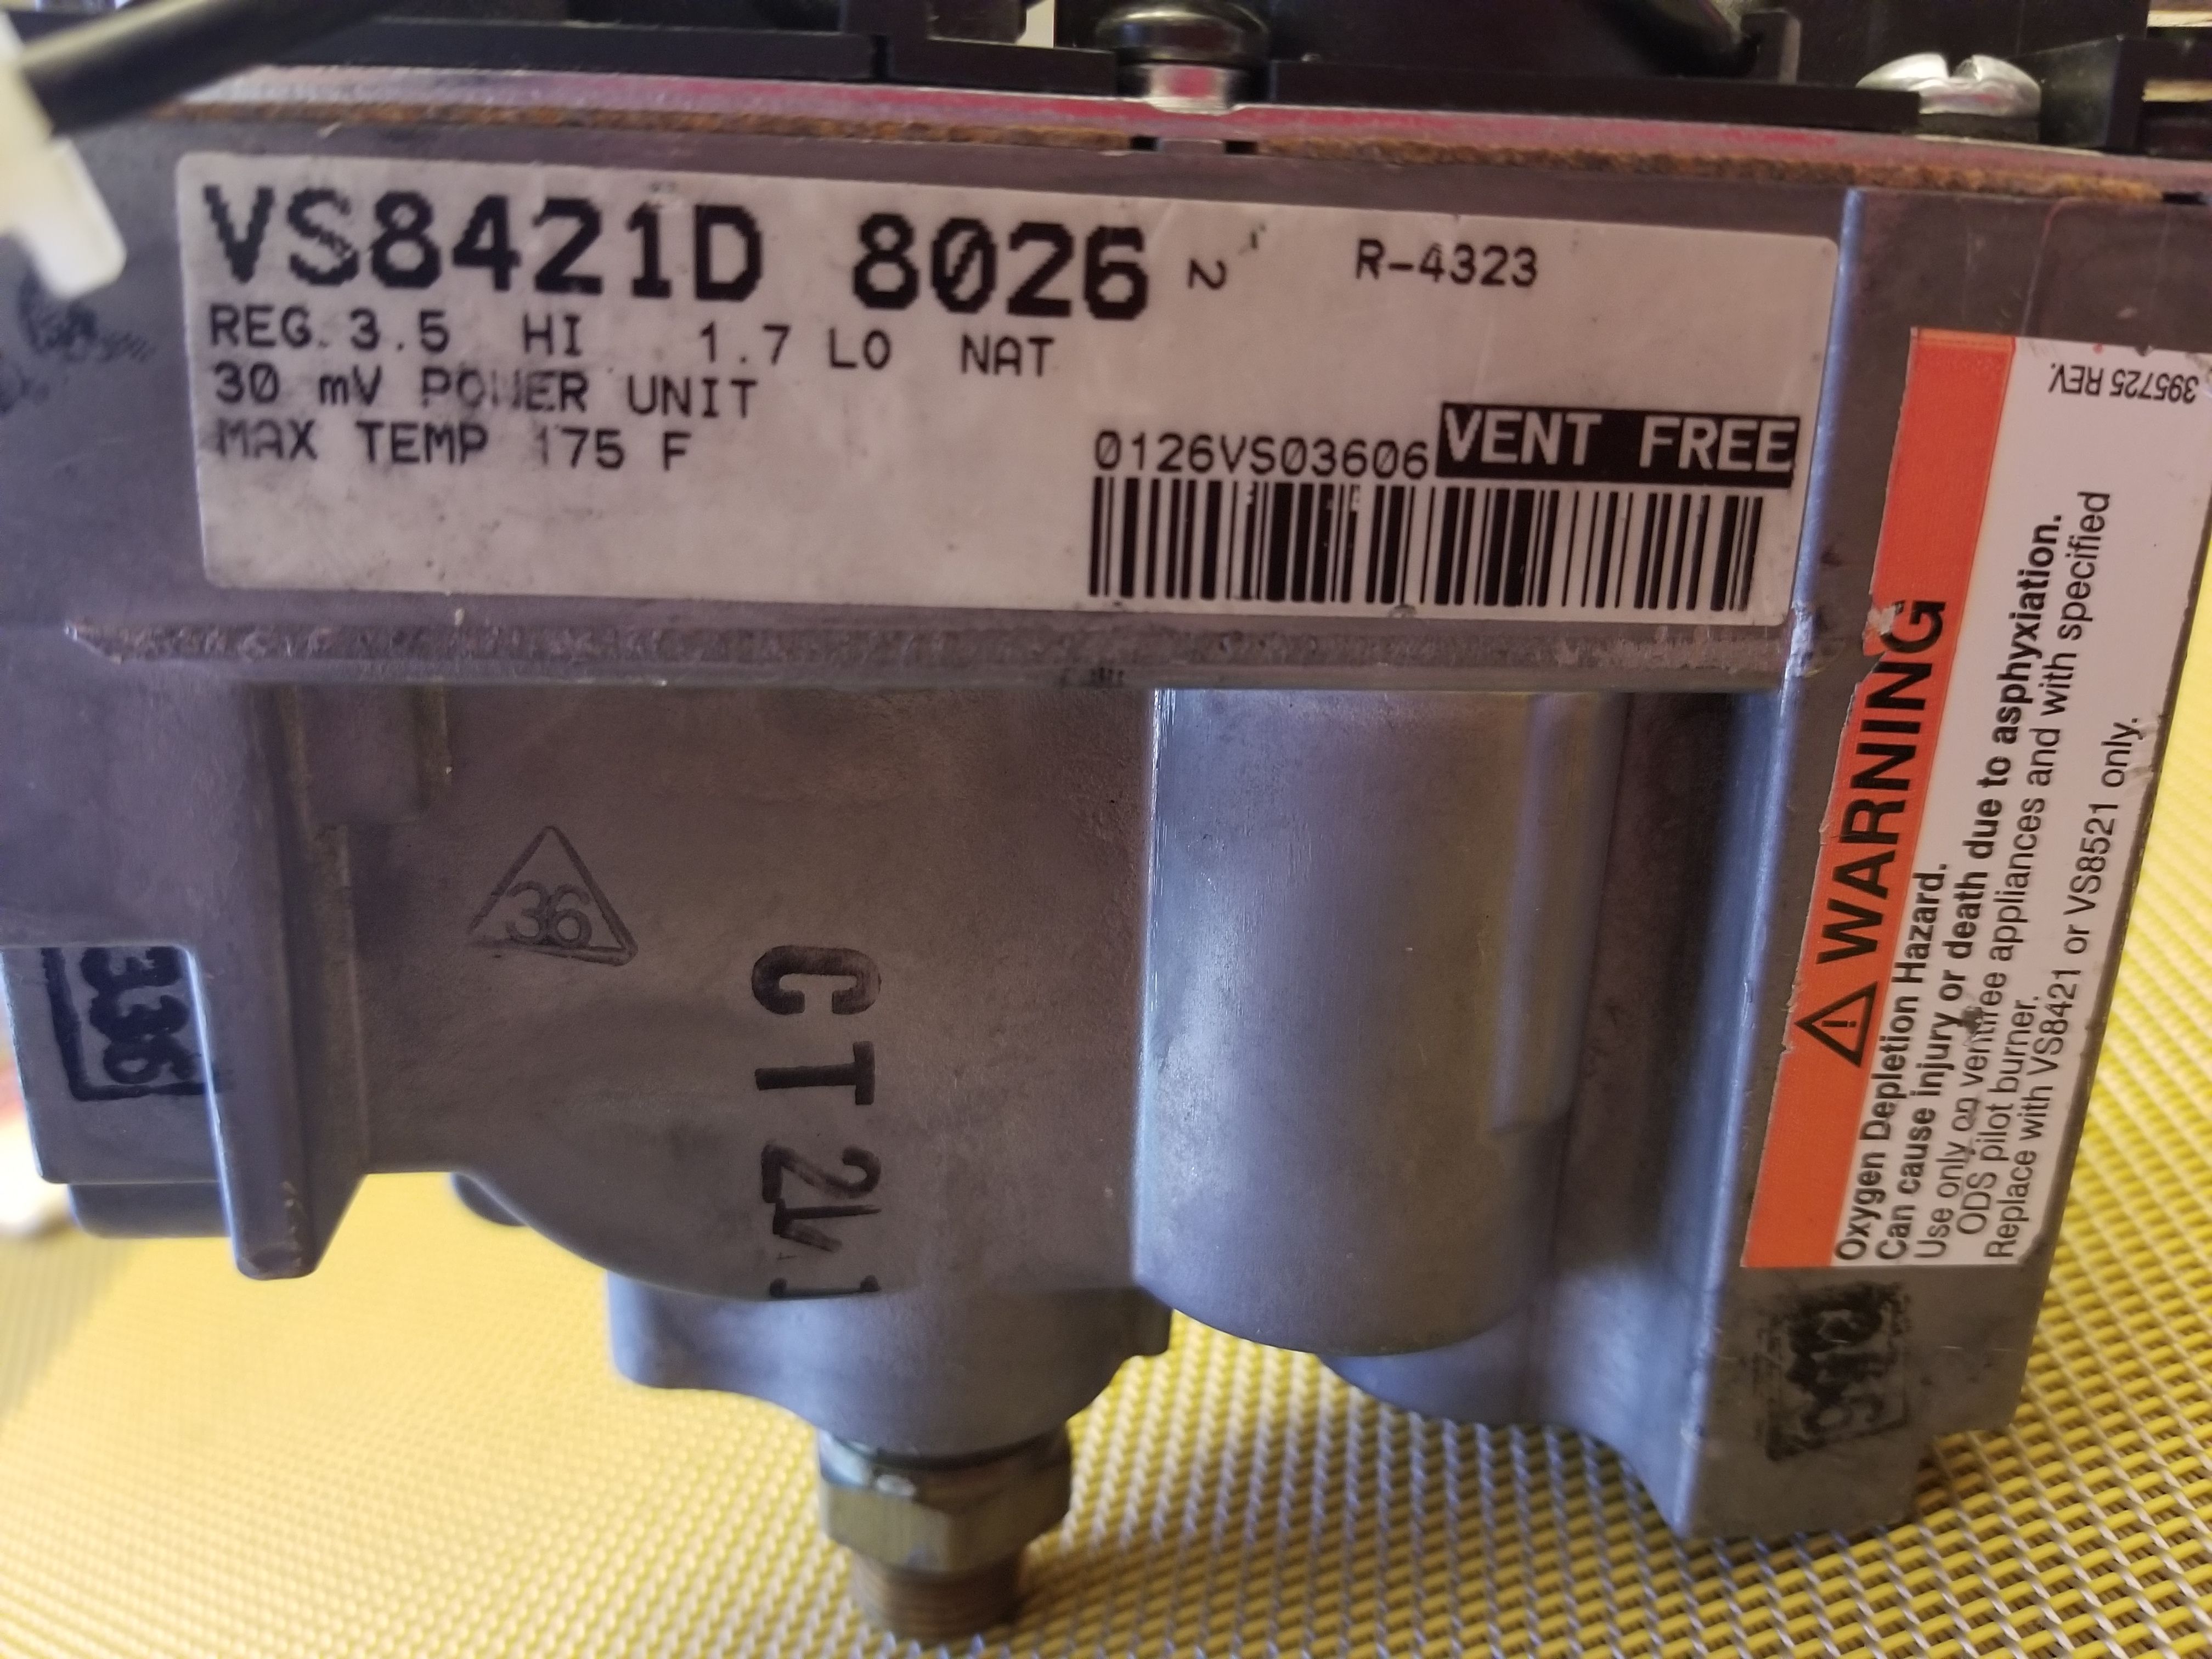 VS8421D 8026 2 R-4323
REG. 3.5 HI 1.7 LO NAT
30 mV POWER UNIT
MAX TEMP 175 F
0126VS03606 VENT FREE
395725 REV.
⚠ WARNING
Oxygen Depletion Hazard.
Can cause injury or death due to asphyxiation.
Use only on ventfree appliances and with specified
ODS pilot burner.
Replace with VS8421 or VS8521 only.
36
336